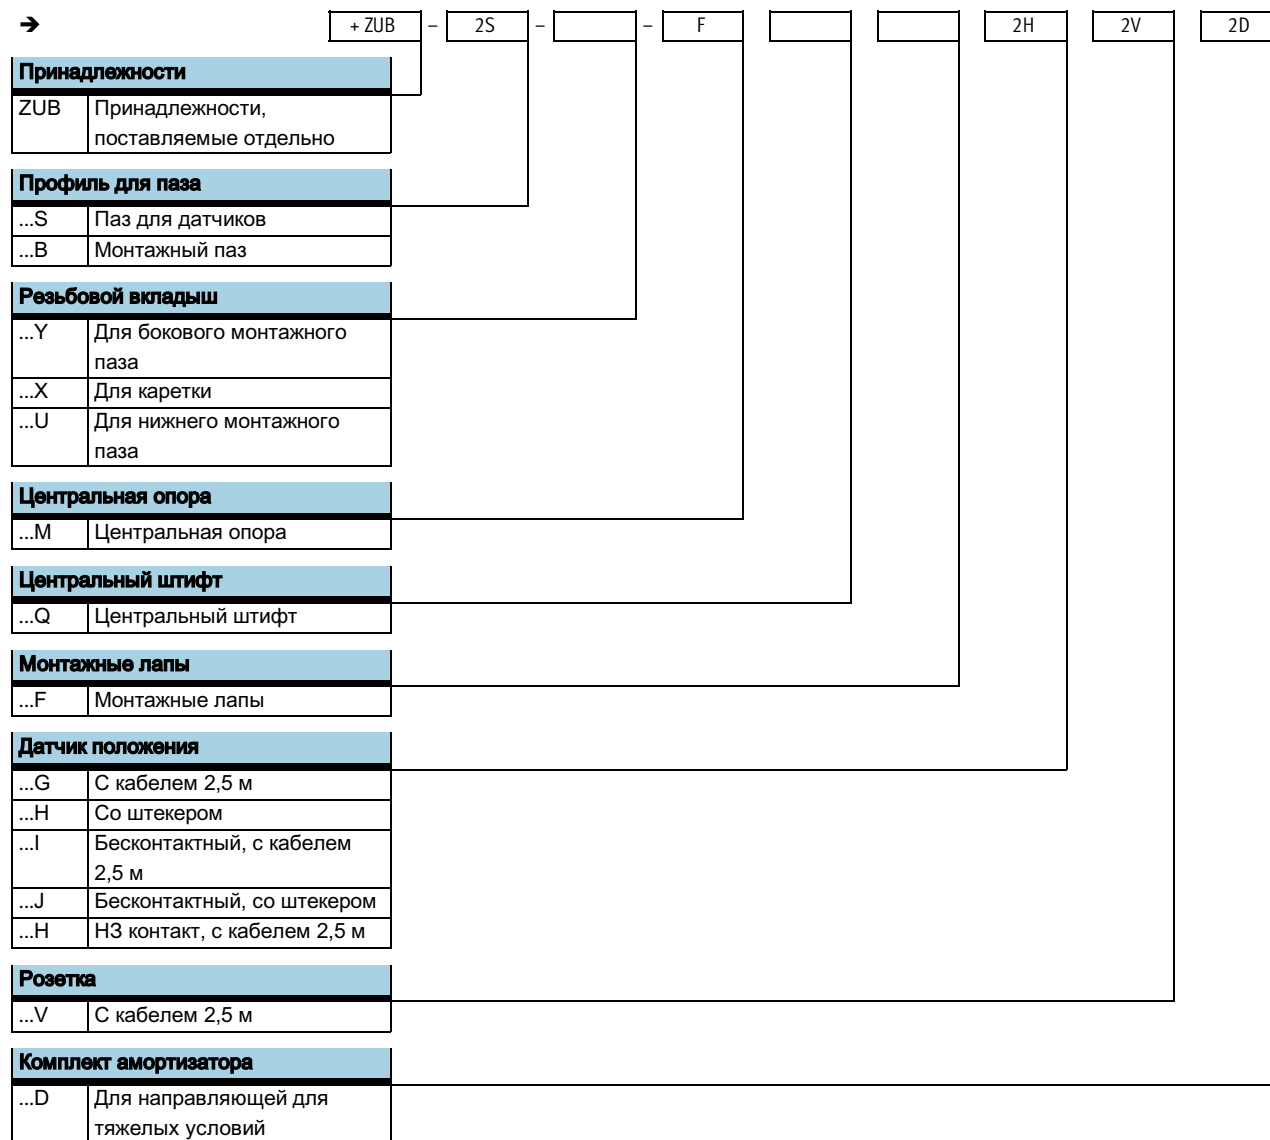 ➔ + ZUB – 2S – – F 2H 2V 2D
Принадлежности
ZUB Принадлежности,
поставляемые отдельно
Профиль для паза
...S Паз для датчиков
...B Монтажный паз
Резьбовой вкладыш
...Y Для бокового монтажного
паза
...X Для каретки
...U Для нижнего монтажного
паза
Центральная опора
...M Центральная опора
Центральный штифт
...Q Центральный штифт
Монтажные лапы
...F Монтажные лапы
Датчик положения
...G С кабелем 2,5 м
...H Со штекером
...I Бесконтактный, с кабелем
2,5 м
...J Бесконтактный, со штекером
...H НЗ контакт, с кабелем 2,5 м
Розетка
...V С кабелем 2,5 м
Комплект амортизатора
...D Для направляющей для
тяжелых условий